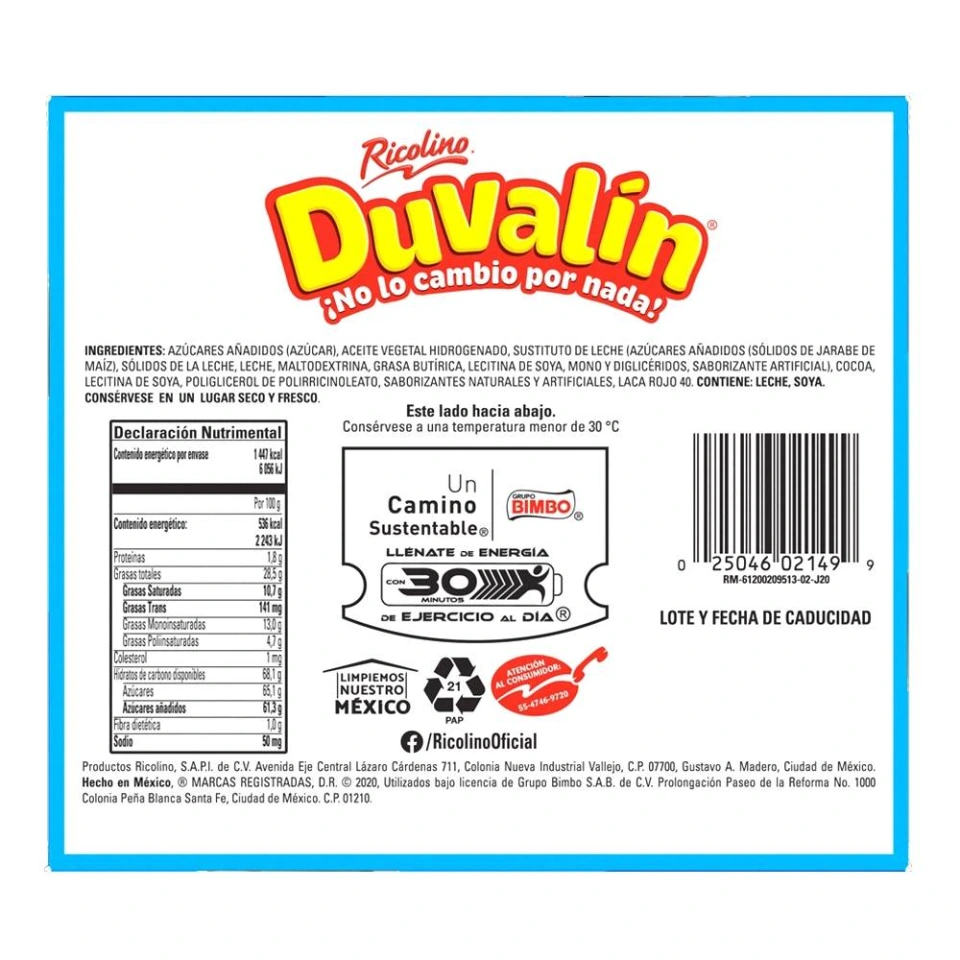 Ricolino.
Duvalín®
¡No lo cambio por nada!
INGREDIENTES: AZÚCARES AÑADIDOS (AZÚCAR), ACEITE VEGETAL HIDROGENADO, SUSTITUTO DE LECHE (AZÚCARES AÑADIDOS (SÓLIDOS DE JARABE DE
MAÍZ), SÓLIDOS DE LA LECHE, LECHE, MALTODEXTRINA, GRASA BUTÍRICA, LECITINA DE SOYA, MONO Y DIGLICÉRIDOS, SABORIZANTE ARTIFICIAL), COCOA,
LECITINA DE SOYA, POLIGLICEROL DE POLIRRICINOLEATO, SABORIZANTES NATURALES Y ARTIFICIALES, LACA ROJO 40. CONTIENE: LECHE, SOYA.
CONSÉRVESE EN UN LUGAR SECO Y FRESCO.
Este lado hacia abajo.
Consérvese a una temperatura menor de 30 °C
Declaración Nutrimental
Contenido energético por envase 1 447 kcal
6 056 kJ
Por 100 g
Contenido energético: 536 kcal
2 243 kJ
Proteínas 1,8 g
Grasas totales 28,5 g
Grasas Saturadas 10,7 g
Grasas Trans 141 mg
Grasas Monoinsaturadas 13,0 g
Grasas Poliinsaturadas 4,7 g
Colesterol 1 mg
Hidratos de carbono disponibles 68,1 g
Azúcares 65,1 g
Azúcares añadidos 61,3 g
Fibra dietética 1,0 g
Sodio 50 mg
Un
Camino
Sustentable®
GRUPO
BIMBO®
LLÉNATE DE ENERGÍA
CON 30
MINUTOS
DE EJERCICIO AL DÍA®
0 25046 02149 9
RM-61200209513-02-J20
LOTE Y FECHA DE CADUCIDAD
LIMPIEMOS
NUESTRO
MÉXICO
21
PAP
ATENCIÓN
AL CONSUMIDOR:
55-4746-9720
/RicolinoOficial
Productos Ricolino, S.A.P.I. de C.V. Avenida Eje Central Lázaro Cárdenas 711, Colonia Nueva Industrial Vallejo, C.P. 07700, Gustavo A. Madero, Ciudad de México.
Hecho en México, ® MARCAS REGISTRADAS, D.R. © 2020, Utilizados bajo licencia de Grupo Bimbo S.A.B. de C.V. Prolongación Paseo de la Reforma No. 1000
Colonia Peña Blanca Santa Fe, Ciudad de México. C.P. 01210.